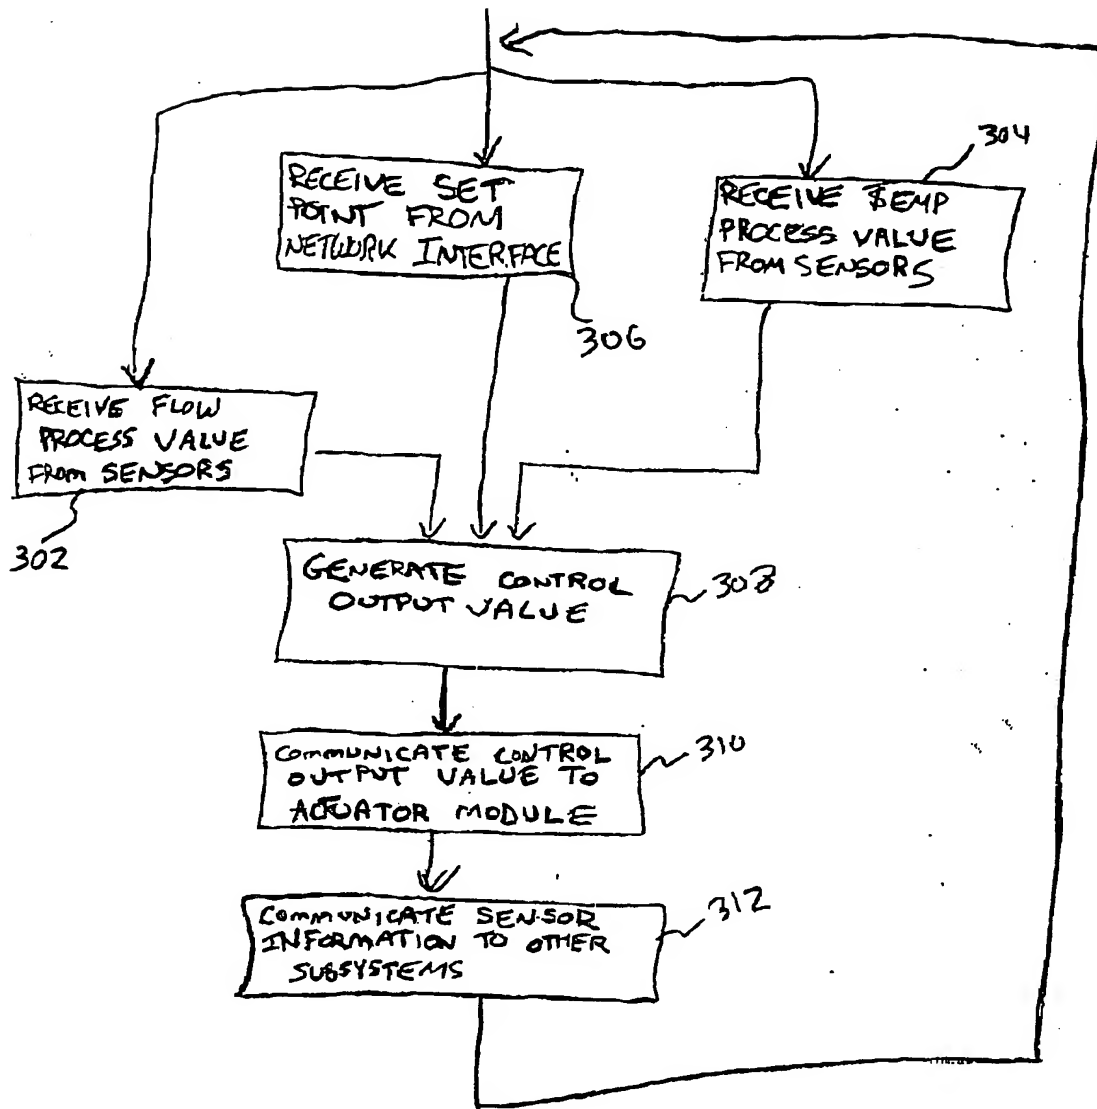 304
RECEIVE SET
POINT FROM
NETWORK INTERFACE
RECEIVE TEMP
PROCESS VALUE
FROM SENSORS
306
RECEIVE FLOW
PROCESS VALUE
FROM SENSORS
302
GENERATE CONTROL
OUTPUT VALUE
308
COMMUNICATE CONTROL
OUTPUT VALUE TO
ACTUATOR MODULE
310
COMMUNICATE SENSOR
INFORMATION TO OTHER
SUBSYSTEMS
312